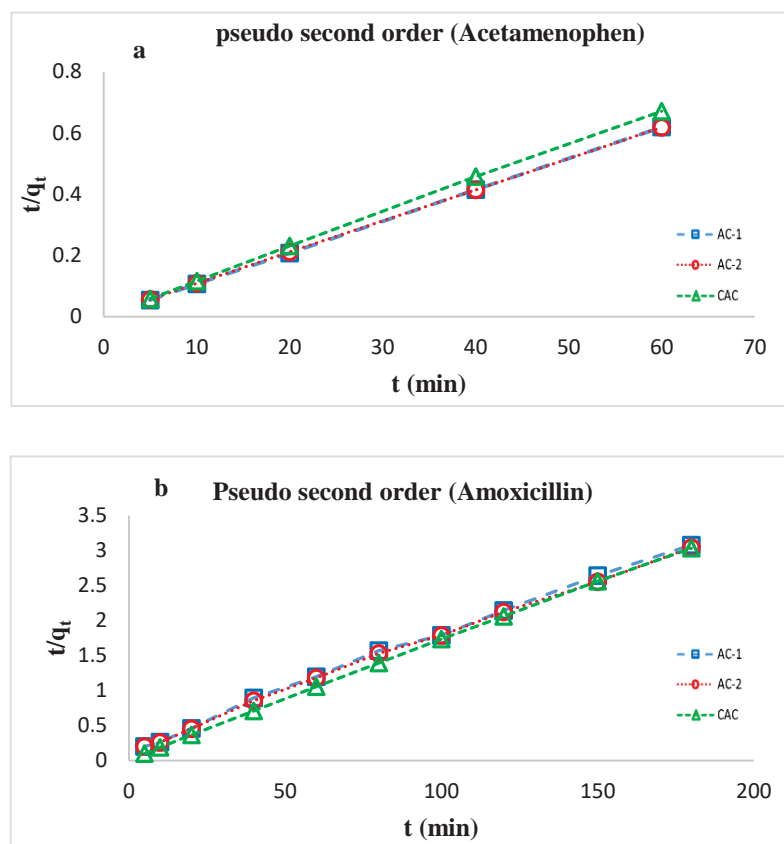 pseudo second order (Acetamenophen)
a
0.8
0.6
0.4
0.2
0
t/qt
0 10 20 30 40 50 60 70
t (min)
AC-1
AC-2
CAC
b
Pseudo second order (Amoxicillin)
3.5
3
2.5
2
1.5
1
0.5
0
t/qt
0 50 100 150 200
t (min)
AC-1
AC-2
CAC